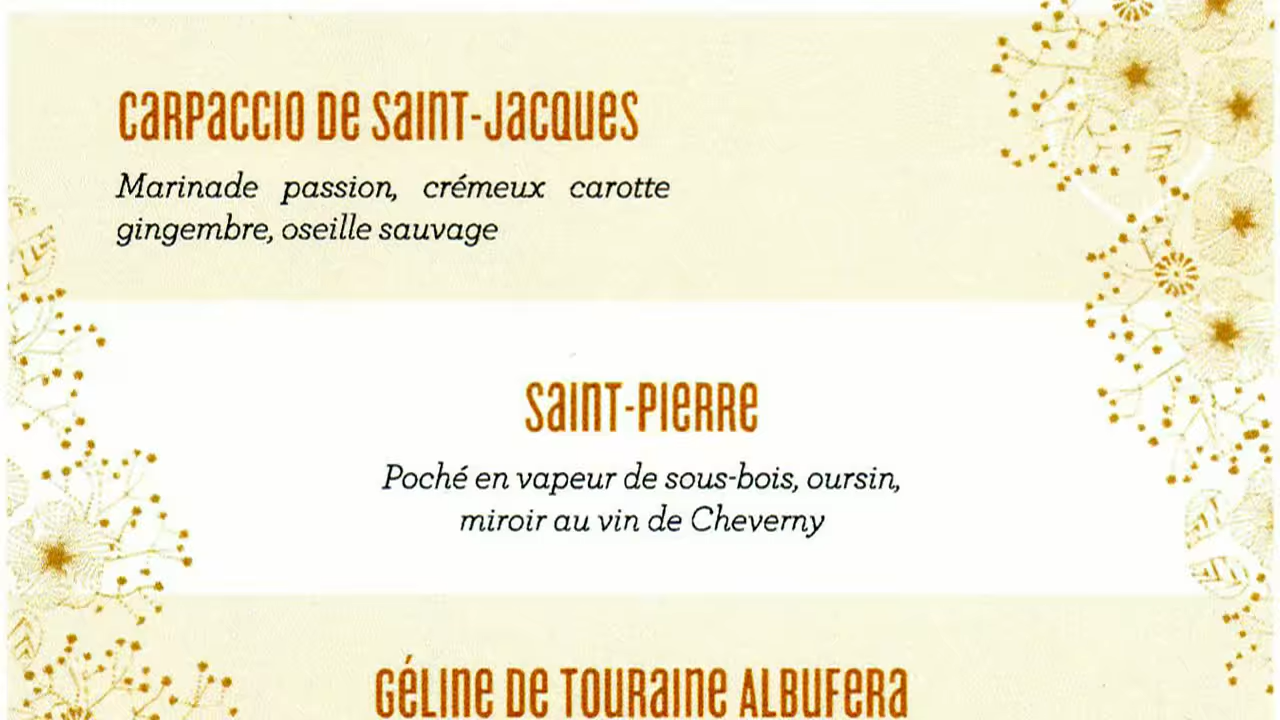 CARPACCIO DE SAINT-JACQUES
Marinade passion, crémeux carotte
gingembre, oseille sauvage
SAINT-PIERRE
Poché en vapeur de sous-bois, oursin,
miroir au vin de Cheverny
GÉLINE DE TOURAINE ALBUFERA